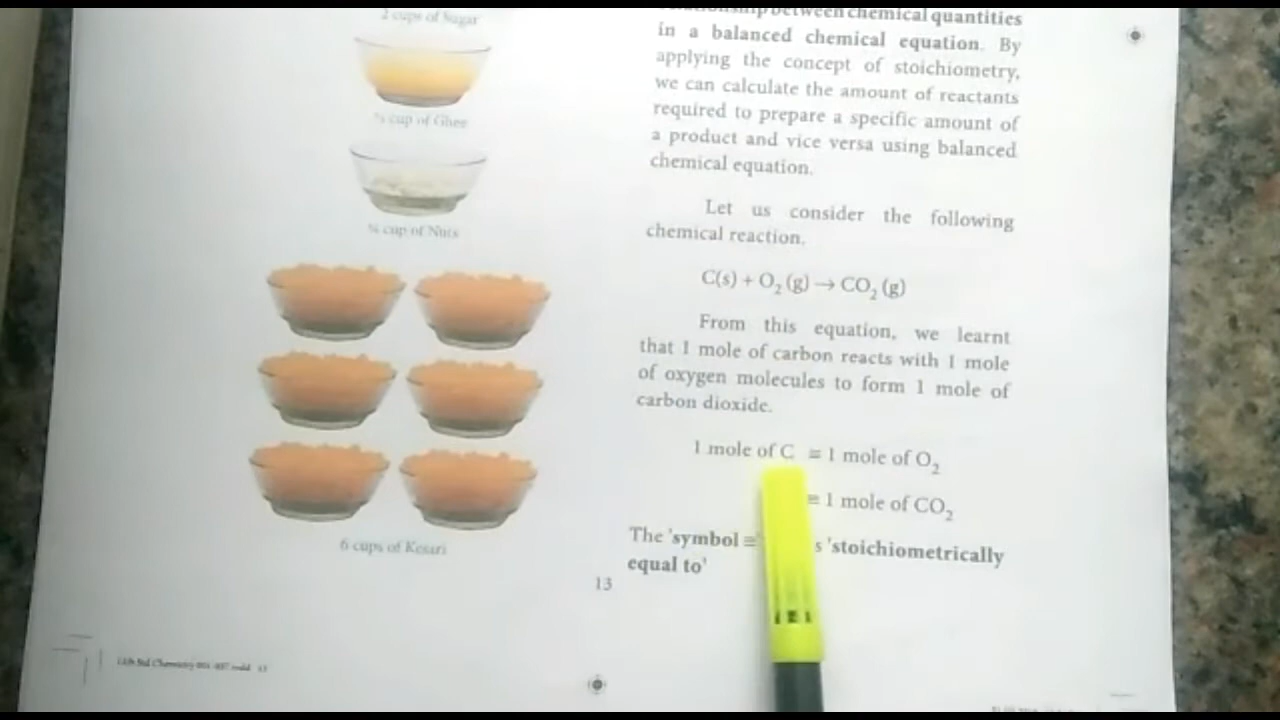 2 cups of Sugar
¾ cup of Ghee
¾ cup of Nuts
6 cups of Kesari
between chemical quantities
in a balanced chemical equation. By
applying the concept of stoichiometry,
we can calculate the amount of reactants
required to prepare a specific amount of
a product and vice versa using balanced
chemical equation.
Let us consider the following
chemical reaction.
C(s) + O₂ (g) → CO₂ (g)
From this equation, we learnt
that 1 mole of carbon reacts with 1 mole
of oxygen molecules to form 1 mole of
carbon dioxide.
1 mole of C ≡ 1 mole of O₂
≡ 1 mole of CO₂
The 'symbol ≡' s 'stoichiometrically
equal to'
13